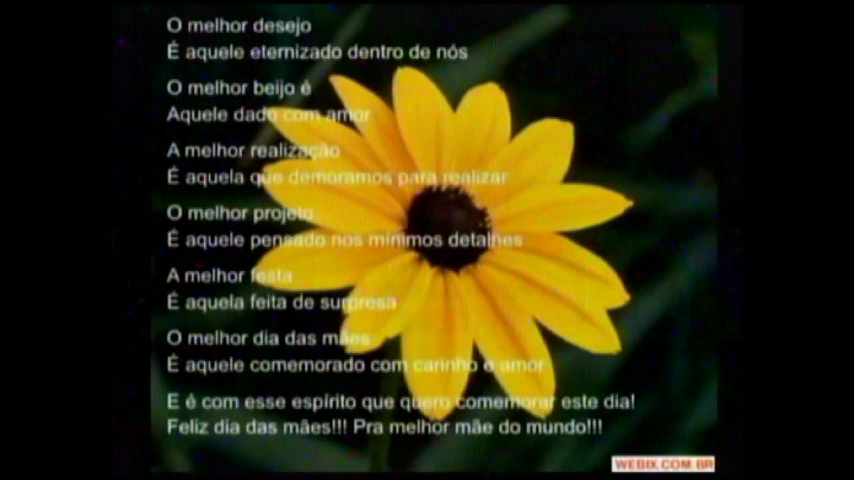 O melhor desejo
É aquele eternizado dentro de nós
O melhor beijo é
Aquele dado com amor
A melhor realização
É aquela que demoramos para realizar
O melhor projeto
É aquele pensado nos mínimos detalhes
A melhor festa
É aquela feita de surpresa
O melhor dia das mães
É aquele comemorado com carinho e amor
E é com esse espírito que quero comemorar este dia!
Feliz dia das mães!!! Pra melhor mãe do mundo!!!
WEBIX.COM.BR